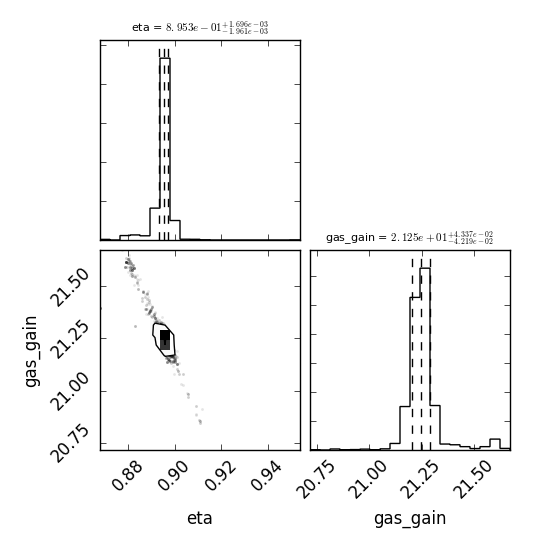 eta = 8.953e−01+1.696e−03−1.961e−03
gas_gain = 2.125e+01+4.337e−02−4.219e−02
21.50
21.25
21.00
20.75
gas_gain
0.88
0.90
0.92
0.94
eta
20.75
21.00
21.25
21.50
gas_gain